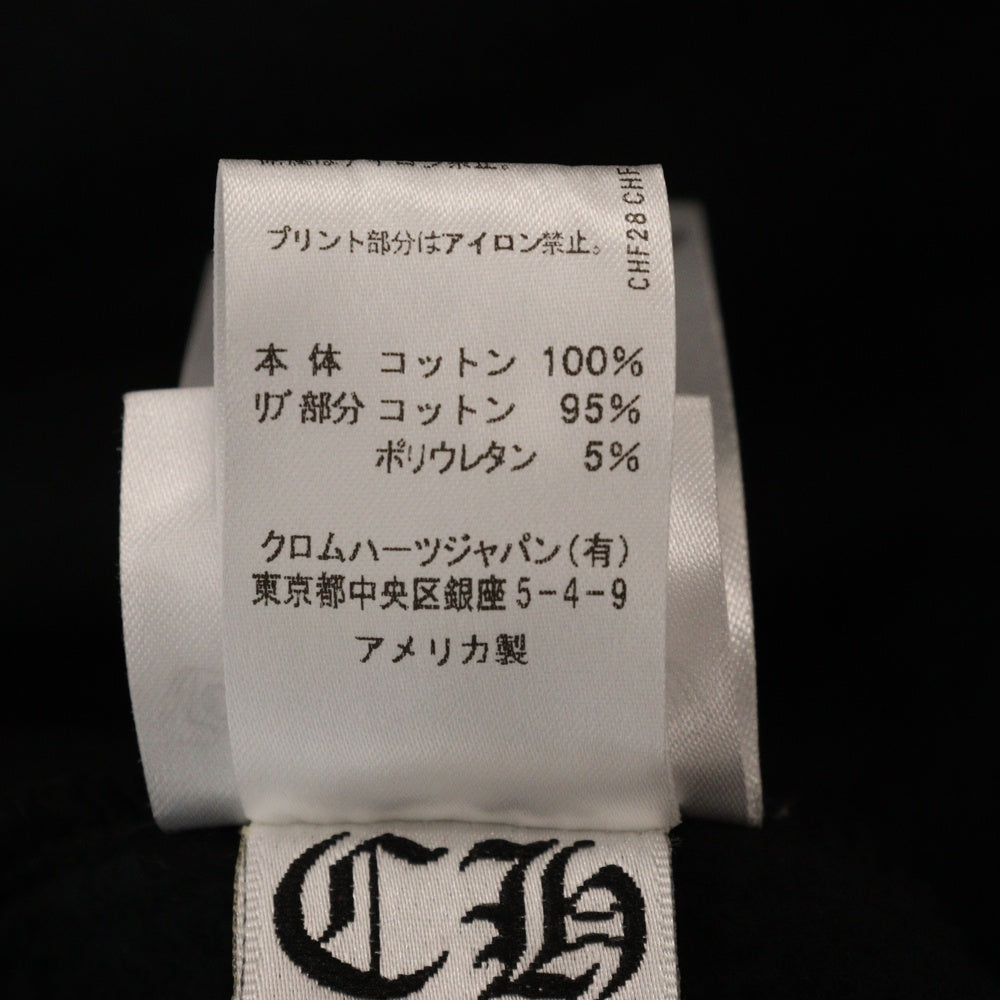 プリント部分はアイロン禁止。
CHF28 CHF
本体 コットン 100%
リブ部分 コットン 95%
ポリウレタン 5%
クロムハーツジャパン(有)
東京都中央区銀座5-4-9
アメリカ製
CH